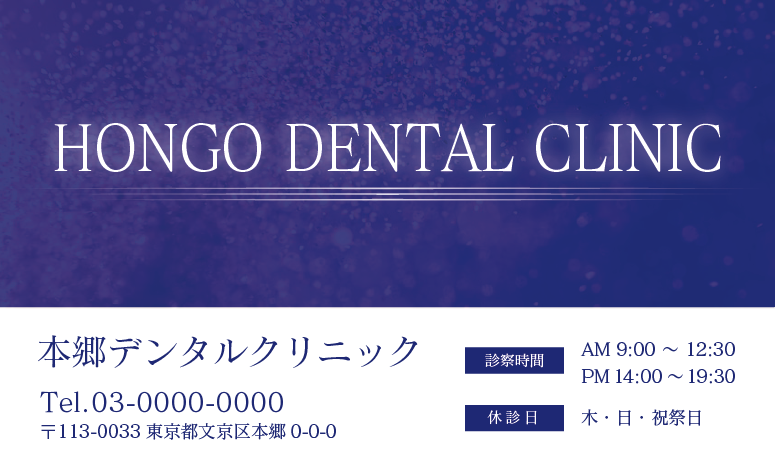 HONGO DENTAL CLINIC
本郷デンタルクリニック
Tel.03-0000-0000
〒113-0033 東京都文京区本郷 0-0-0
診察時間
AM 9:00 ～ 12:30
PM 14:00 ～ 19:30
休診日
木・日・祝祭日